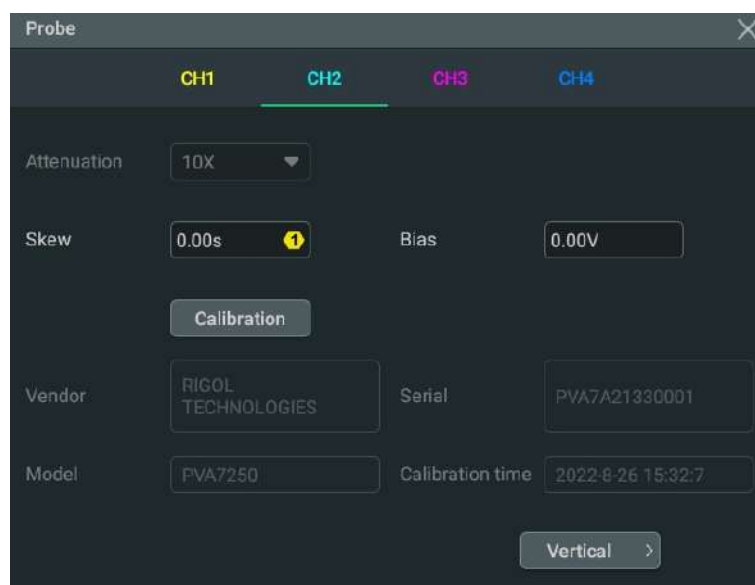 Probe
CH1 CH2 CH3 CH4
Attenuation 10X
Skew 0.00s 1 Bias 0.00V
Calibration
Vendor RIGOL TECHNOLOGIES Serial PVA7A21330001
Model PVA7250 Calibration time 2022-8-26 15:32:7
Vertical >